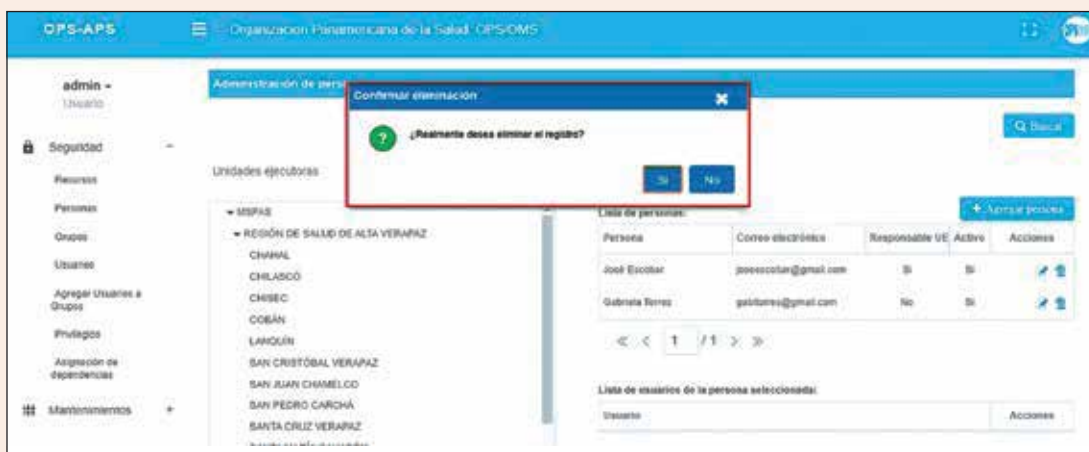 OPS-APS
Organización Panamericana de la Salud OPS/OMS
admin
Usuario
Seguridad
Recursos
Personas
Grupos
Usuarios
Agregar Usuarios a
Grupos
Privilegios
Asignación de
dependencias
Mantenimientos +
Administración de
Confirmar eliminación
¿Realmente desea eliminar el registro?
Si No
Buscar
Unidades ejecutoras
MSPAS
REGIÓN DE SALUD DE ALTA VERAPAZ
CHAHAL
CHILASCÓ
CHISEC
COBÁN
LANQUÍN
SAN CRISTÓBAL VERAPAZ
SAN JUAN CHAMELCO
SAN PEDRO CARCHÁ
SANTA CRUZ VERAPAZ
+ Agregar persona
Lista de personas:
Persona Correo electrónico Responsable UE Activo Acciones
José Escobar joseescobar@gmail.com Si Si
Gabriela Torres gabitorres@gmail.com No Si
1 / 1
Lista de usuarios de la persona seleccionada:
Usuario Acciones